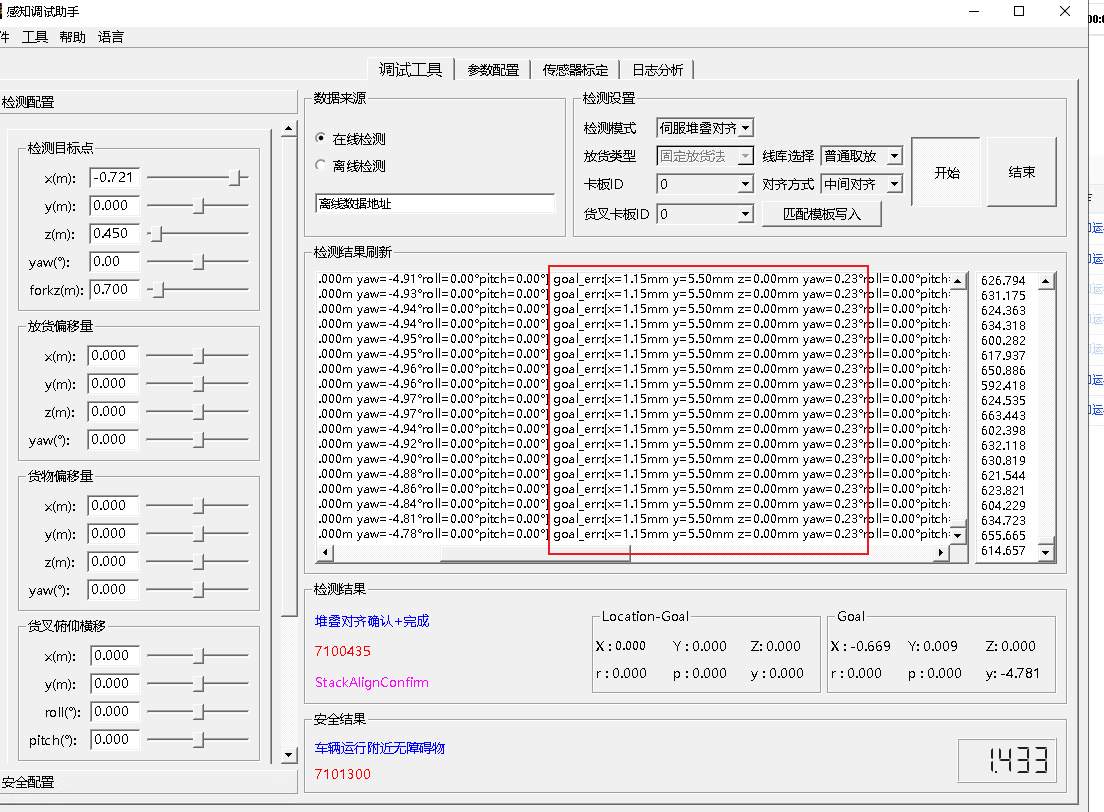 感知调试助手
件 工具 帮助 语言
调试工具 参数配置 传感器标定 日志分析
检测配置
检测目标点
x(m): -0.721
y(m): 0.000
z(m): 0.450
yaw(°): 0.00
forkz(m): 0.700
放货偏移量
x(m): 0.000
y(m): 0.000
z(m): 0.000
yaw(°): 0.000
货物偏移量
x(m): 0.000
y(m): 0.000
z(m): 0.000
yaw(°): 0.000
货叉俯仰横移
x(m): 0.000
y(m): 0.000
roll(°): 0.000
pitch(°): 0.000
安全配置
数据来源
在线检测
离线检测
离线数据地址
检测设置
检测模式 伺服堆叠对齐
放货类型 固定放货法 线库选择 普通取放
卡板ID 0 对齐方式 中间对齐
货叉卡板ID 0 匹配模板写入
开始 结束
检测结果刷新
.000m yaw=-4.91°roll=0.00°pitch=0.00°] goal_err:[x=1.15mm y=5.50mm z=0.00mm yaw=0.23°roll=0.00°pitch=
.000m yaw=-4.93°roll=0.00°pitch=0.00°] goal_err:[x=1.15mm y=5.50mm z=0.00mm yaw=0.23°roll=0.00°pitch=
.000m yaw=-4.94°roll=0.00°pitch=0.00°] goal_err:[x=1.15mm y=5.50mm z=0.00mm yaw=0.23°roll=0.00°pitch=
.000m yaw=-4.94°roll=0.00°pitch=0.00°] goal_err:[x=1.15mm y=5.50mm z=0.00mm yaw=0.23°roll=0.00°pitch=
.000m yaw=-4.95°roll=0.00°pitch=0.00°] goal_err:[x=1.15mm y=5.50mm z=0.00mm yaw=0.23°roll=0.00°pitch=
.000m yaw=-4.95°roll=0.00°pitch=0.00°] goal_err:[x=1.15mm y=5.50mm z=0.00mm yaw=0.23°roll=0.00°pitch=
.000m yaw=-4.96°roll=0.00°pitch=0.00°] goal_err:[x=1.15mm y=5.50mm z=0.00mm yaw=0.23°roll=0.00°pitch=
.000m yaw=-4.96°roll=0.00°pitch=0.00°] goal_err:[x=1.15mm y=5.50mm z=0.00mm yaw=0.23°roll=0.00°pitch=
.000m yaw=-4.97°roll=0.00°pitch=0.00°] goal_err:[x=1.15mm y=5.50mm z=0.00mm yaw=0.23°roll=0.00°pitch=
.000m yaw=-4.97°roll=0.00°pitch=0.00°] goal_err:[x=1.15mm y=5.50mm z=0.00mm yaw=0.23°roll=0.00°pitch=
.000m yaw=-4.94°roll=0.00°pitch=0.00°] goal_err:[x=1.15mm y=5.50mm z=0.00mm yaw=0.23°roll=0.00°pitch=
.000m yaw=-4.92°roll=0.00°pitch=0.00°] goal_err:[x=1.15mm y=5.50mm z=0.00mm yaw=0.23°roll=0.00°pitch=
.000m yaw=-4.90°roll=0.00°pitch=0.00°] goal_err:[x=1.15mm y=5.50mm z=0.00mm yaw=0.23°roll=0.00°pitch=
.000m yaw=-4.88°roll=0.00°pitch=0.00°] goal_err:[x=1.15mm y=5.50mm z=0.00mm yaw=0.23°roll=0.00°pitch=
.000m yaw=-4.86°roll=0.00°pitch=0.00°] goal_err:[x=1.15mm y=5.50mm z=0.00mm yaw=0.23°roll=0.00°pitch=
.000m yaw=-4.84°roll=0.00°pitch=0.00°] goal_err:[x=1.15mm y=5.50mm z=0.00mm yaw=0.23°roll=0.00°pitch=
.000m yaw=-4.81°roll=0.00°pitch=0.00°] goal_err:[x=1.15mm y=5.50mm z=0.00mm yaw=0.23°roll=0.00°pitch=
.000m yaw=-4.78°roll=0.00°pitch=0.00°] goal_err:[x=1.15mm y=5.50mm z=0.00mm yaw=0.23°roll=0.00°pitch=
626.794
631.175
624.363
634.318
600.282
617.937
650.886
592.418
624.535
663.443
602.398
632.118
630.819
621.544
623.821
604.229
634.723
655.665
614.657
检测结果
堆叠对齐确认+完成
7100435
StackAlignConfirm
Location-Goal
X : 0.000 Y : 0.000 Z: 0.000
r : 0.000 p : 0.000 y : 0.000
Goal
X : -0.669 Y: 0.009 Z: 0.000
r : 0.000 p : 0.000 y: -4.781
安全结果
车辆运行附近无障碍物
7101300
1.433